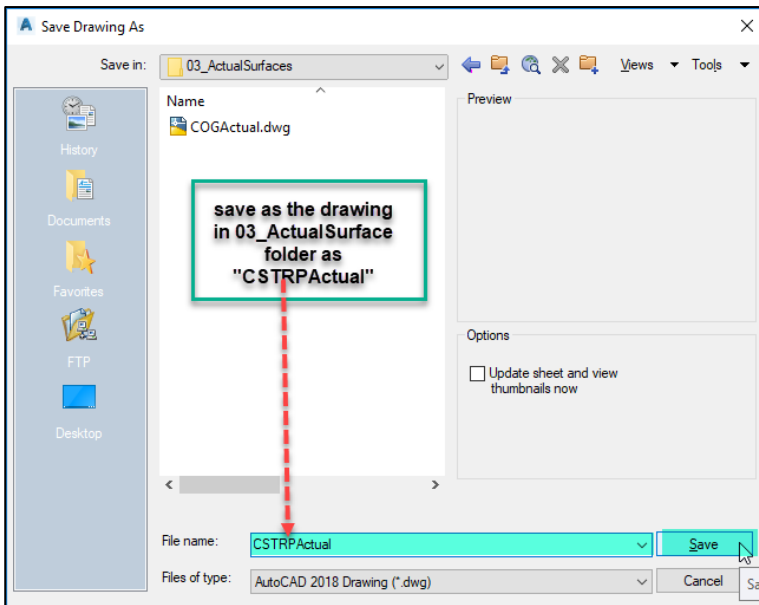 Save Drawing As
Save in:
03_ActualSurfaces
Views
Tools
History
Documents
Favorites
FTP
Desktop
Name
COGActual.dwg
save as the drawing
in 03_ActualSurface
folder as
"CSTRPActual"
Preview
Options
Update sheet and view
thumbnails now
File name:
CSTRPActual
Save
Files of type:
AutoCAD 2018 Drawing (*.dwg)
Cancel
Sa